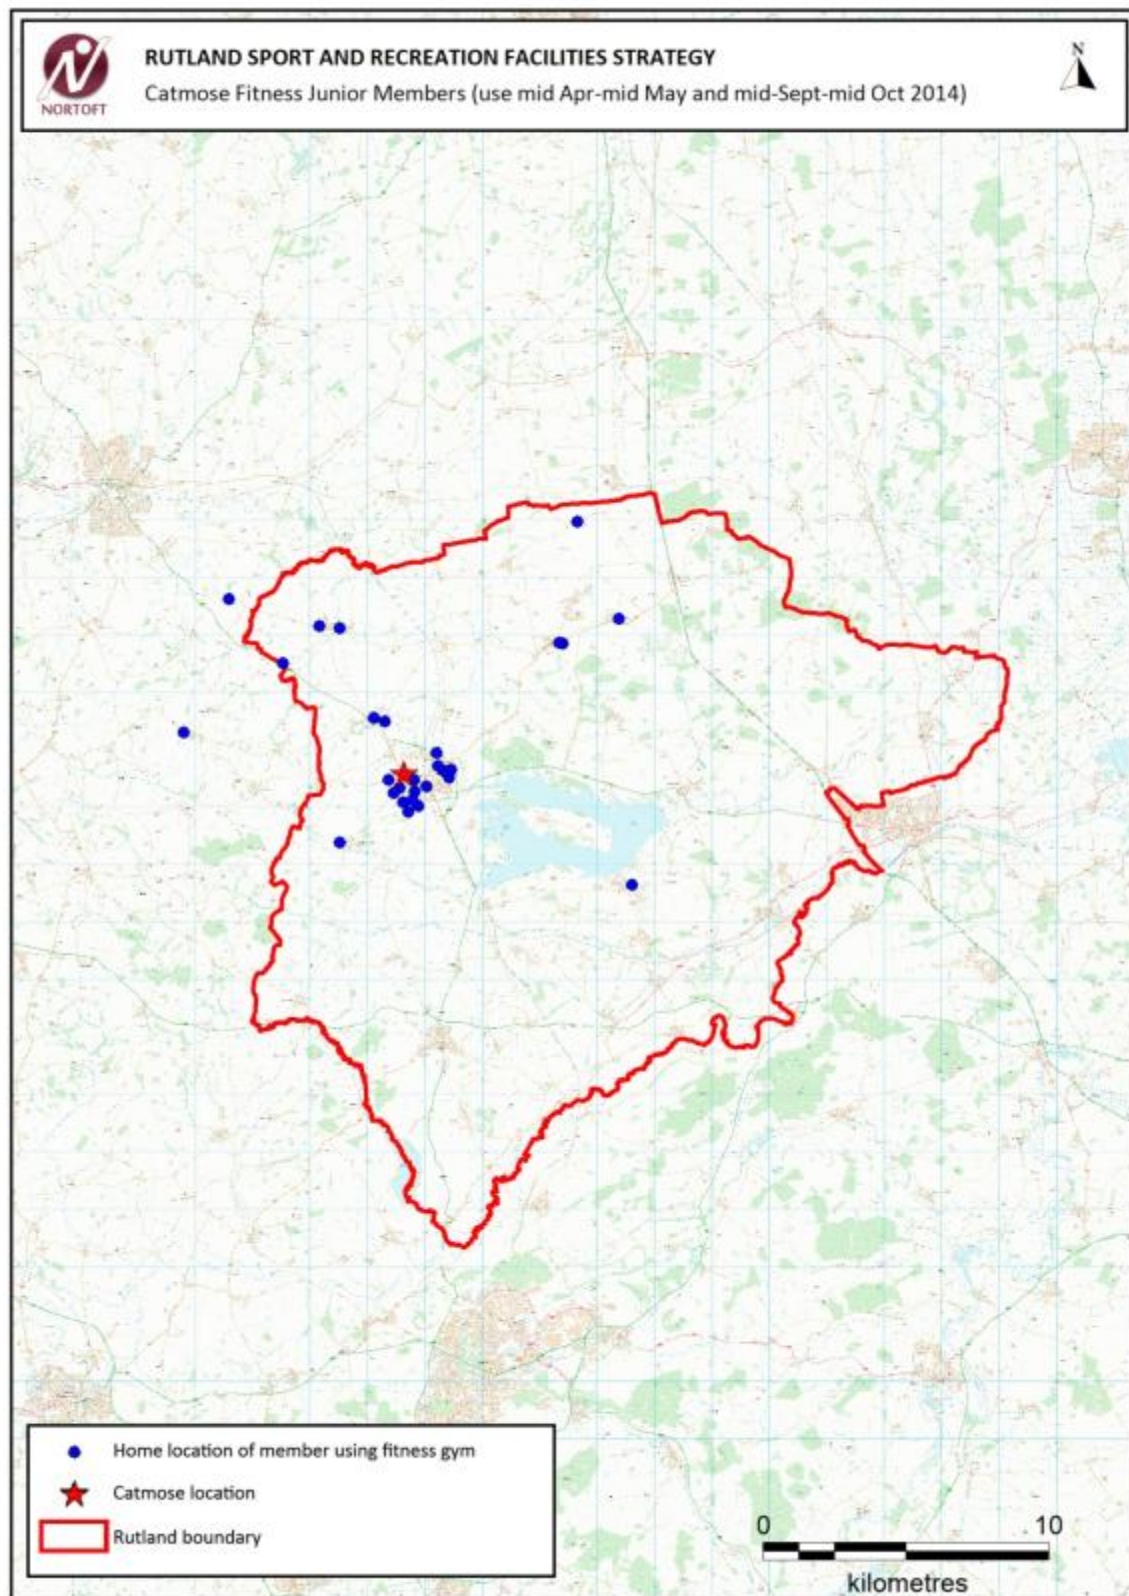 RUTLAND SPORT AND RECREATION FACILITIES STRATEGY
Catmose Fitness Junior Members (use mid Apr-mid May and mid-Sept-mid Oct 2014)
NORTOFT
N
Home location of member using fitness gym
Catmose location
Rutland boundary
0 10
kilometres